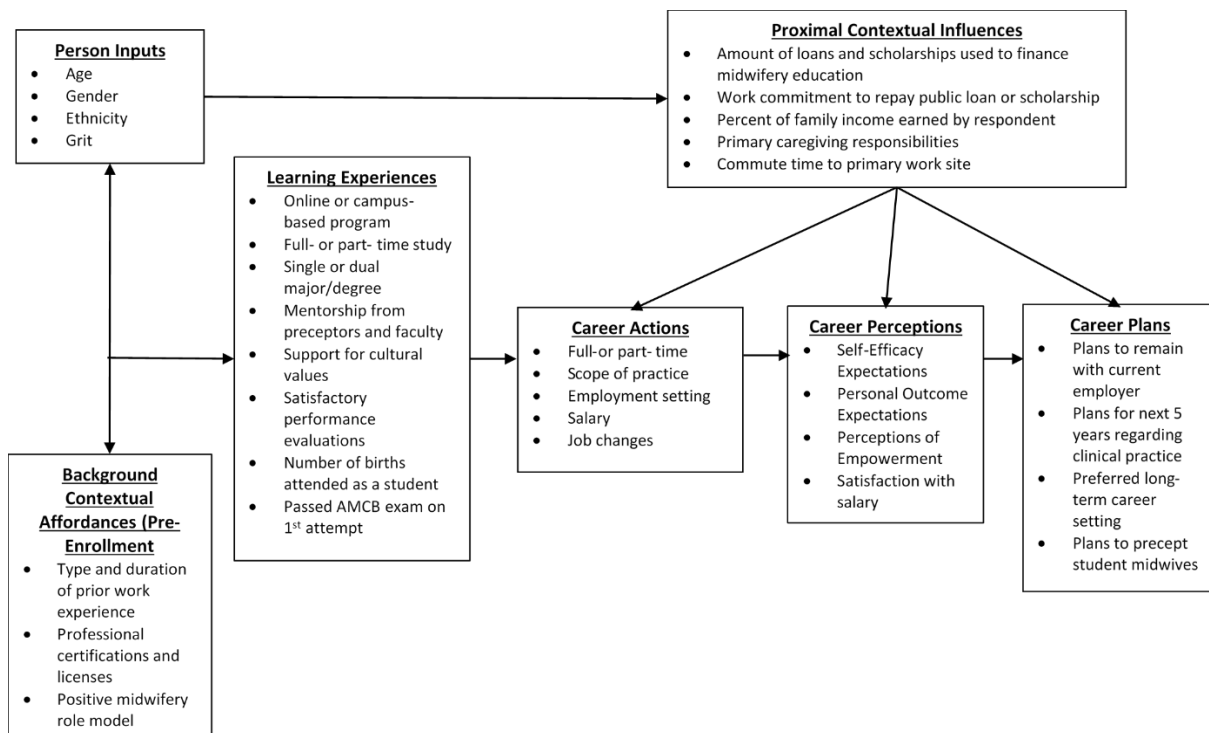 Person Inputs
• Age
• Gender
• Ethnicity
• Grit
Proximal Contextual Influences
• Amount of loans and scholarships used to finance
midwifery education
• Work commitment to repay public loan or scholarship
• Percent of family income earned by respondent
• Primary caregiving responsibilities
• Commute time to primary work site
Learning Experiences
• Online or campus-
based program
• Full- or part- time study
• Single or dual
major/degree
• Mentorship from
preceptors and faculty
• Support for cultural
values
• Satisfactory
performance
evaluations
• Number of births
attended as a student
• Passed AMCB exam on
1st attempt
Background
Contextual
Affordances (Pre-
Enrollment
• Type and duration
of prior work
experience
• Professional
certifications and
licenses
• Positive midwifery
role model
Career Actions
• Full-or part- time
• Scope of practice
• Employment setting
• Salary
• Job changes
Career Perceptions
• Self-Efficacy
Expectations
• Personal Outcome
Expectations
• Perceptions of
Empowerment
• Satisfaction with
salary
Career Plans
• Plans to remain
with current
employer
• Plans for next 5
years regarding
clinical practice
• Preferred long-
term career
setting
• Plans to precept
student midwives